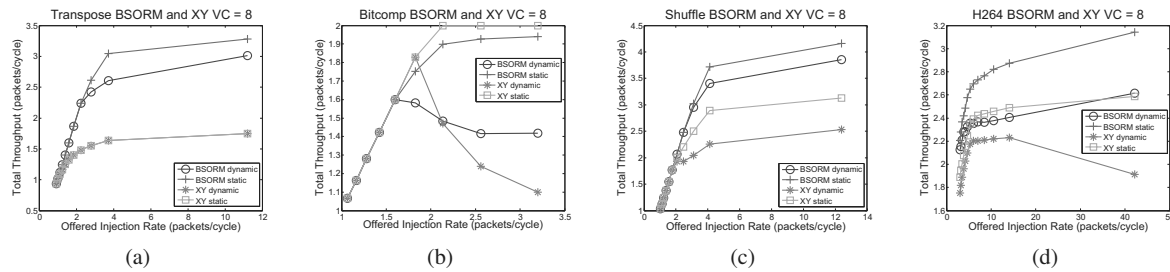 Transpose BSORM and XY VC = 8
Total Throughput (packets/cycle)
3.5
3
2.5
2
1.5
1
0.5
0
2
4
6
8
10
12
BSORM dynamic
BSORM static
XY dynamic
XY static
Offered Injection Rate (packets/cycle)
(a)
Bitcomp BSORM and XY VC = 8
Total Throughput (packets/cycle)
2
1.9
1.8
1.7
1.6
1.5
1.4
1.3
1.2
1.1
1
1
1.5
2
2.5
3
3.5
BSORM dynamic
BSORM static
XY dynamic
XY static
Offered Injection Rate (packets/cycle)
(b)
Shuffle BSORM and XY VC = 8
Total Throughput (packets/cycle)
5
4.5
4
3.5
3
2.5
2
1.5
1
0
2
4
6
8
10
12
14
BSORM dynamic
BSORM static
XY dynamic
XY static
Offered Injection Rate (packets/cycle)
(c)
H264 BSORM and XY VC = 8
Total Throughput (packets/cycle)
3.2
3
2.8
2.6
2.4
2.2
2
1.8
1.6
0
10
20
30
40
50
BSORM dynamic
BSORM static
XY dynamic
XY static
Offered Injection Rate (packets/cycle)
(d)